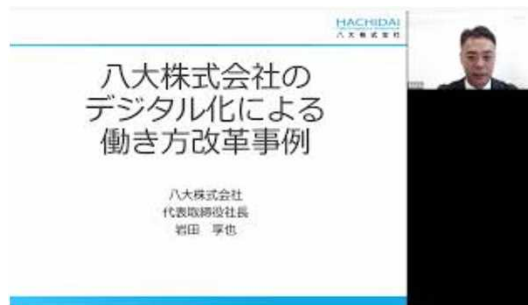 HACHIDAI
八大株式会社
八大株式会社の
デジタル化による
働き方改革事例
八大株式会社
代表取締役社長
岩田 享也